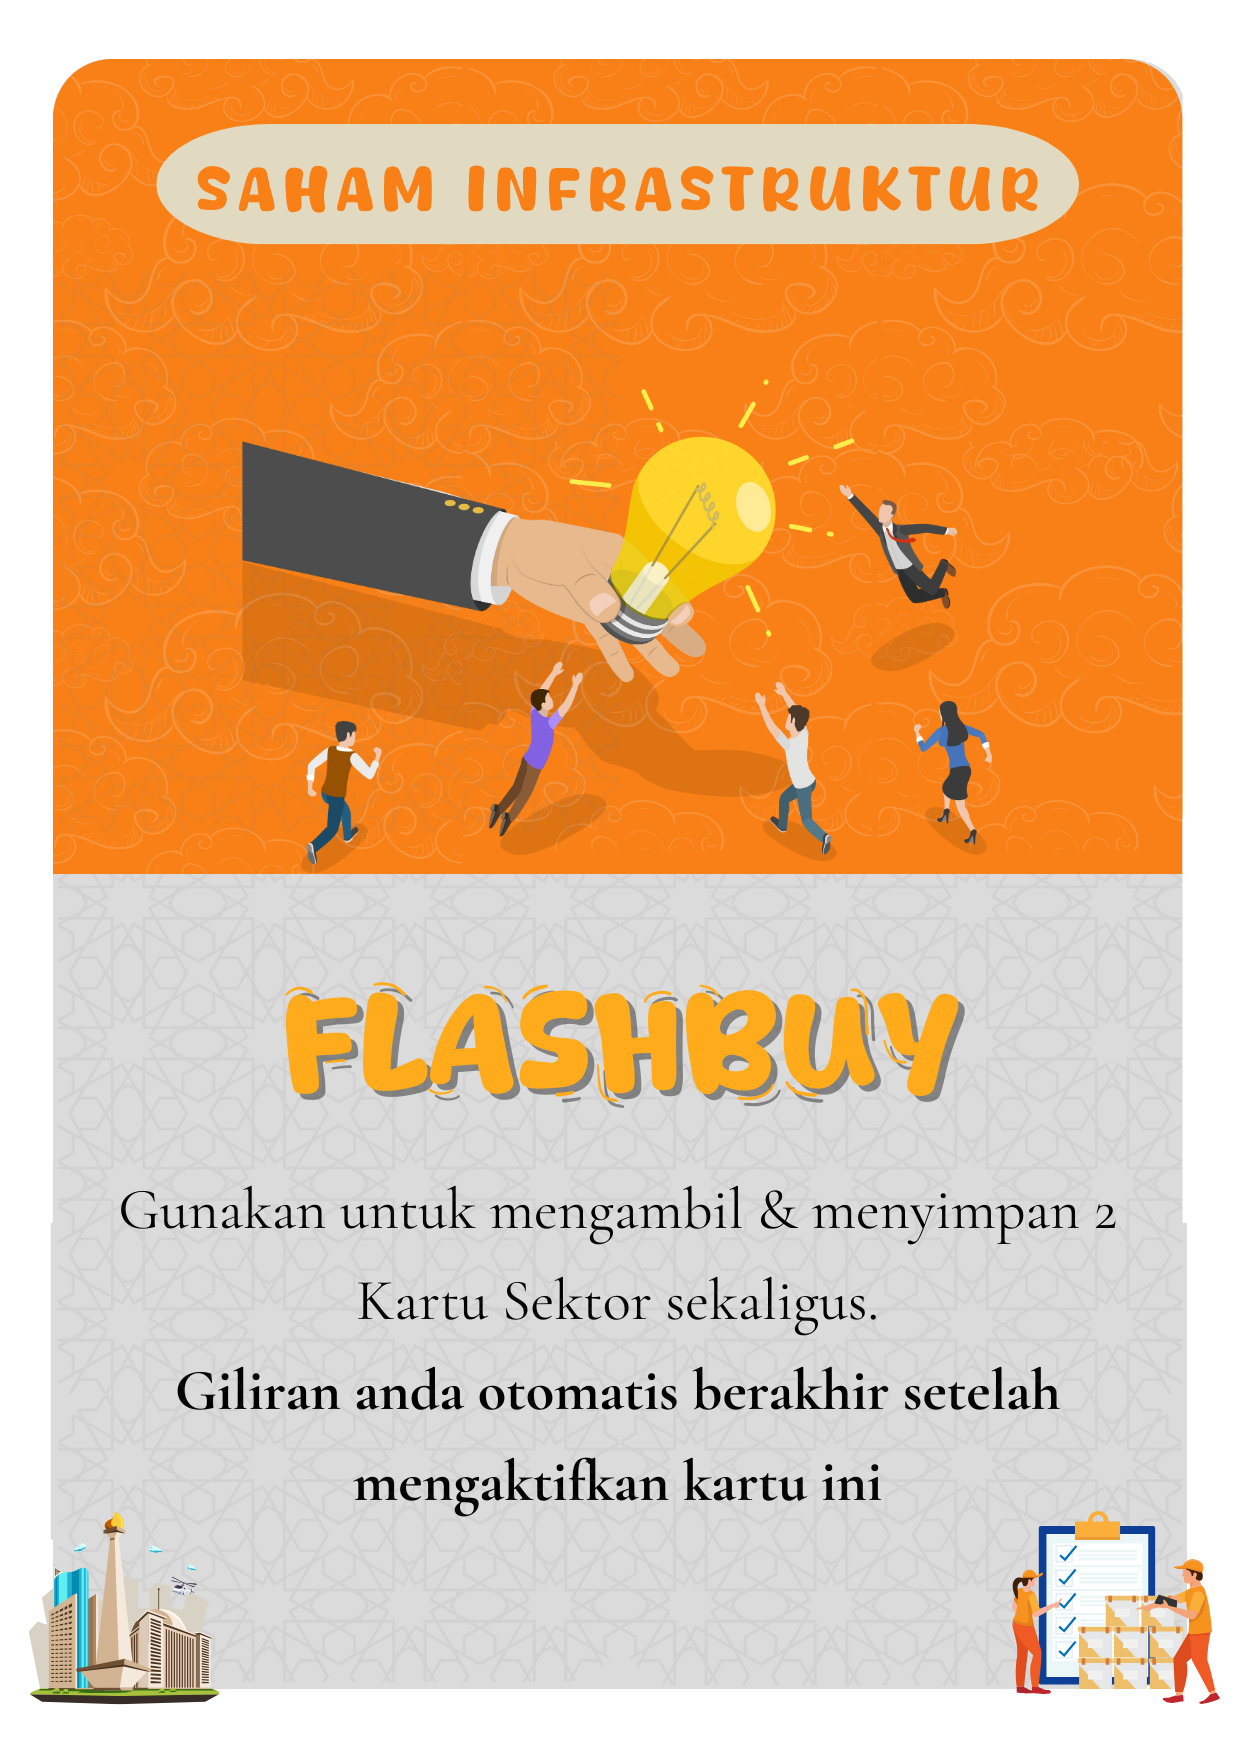 SAHAM INFRASTRUKTUR
FLASHBUY
Gunakan untuk mengambil & menyimpan 2
Kartu Sektor sekaligus.
Giliran anda otomatis berakhir setelah
mengaktifkan kartu ini